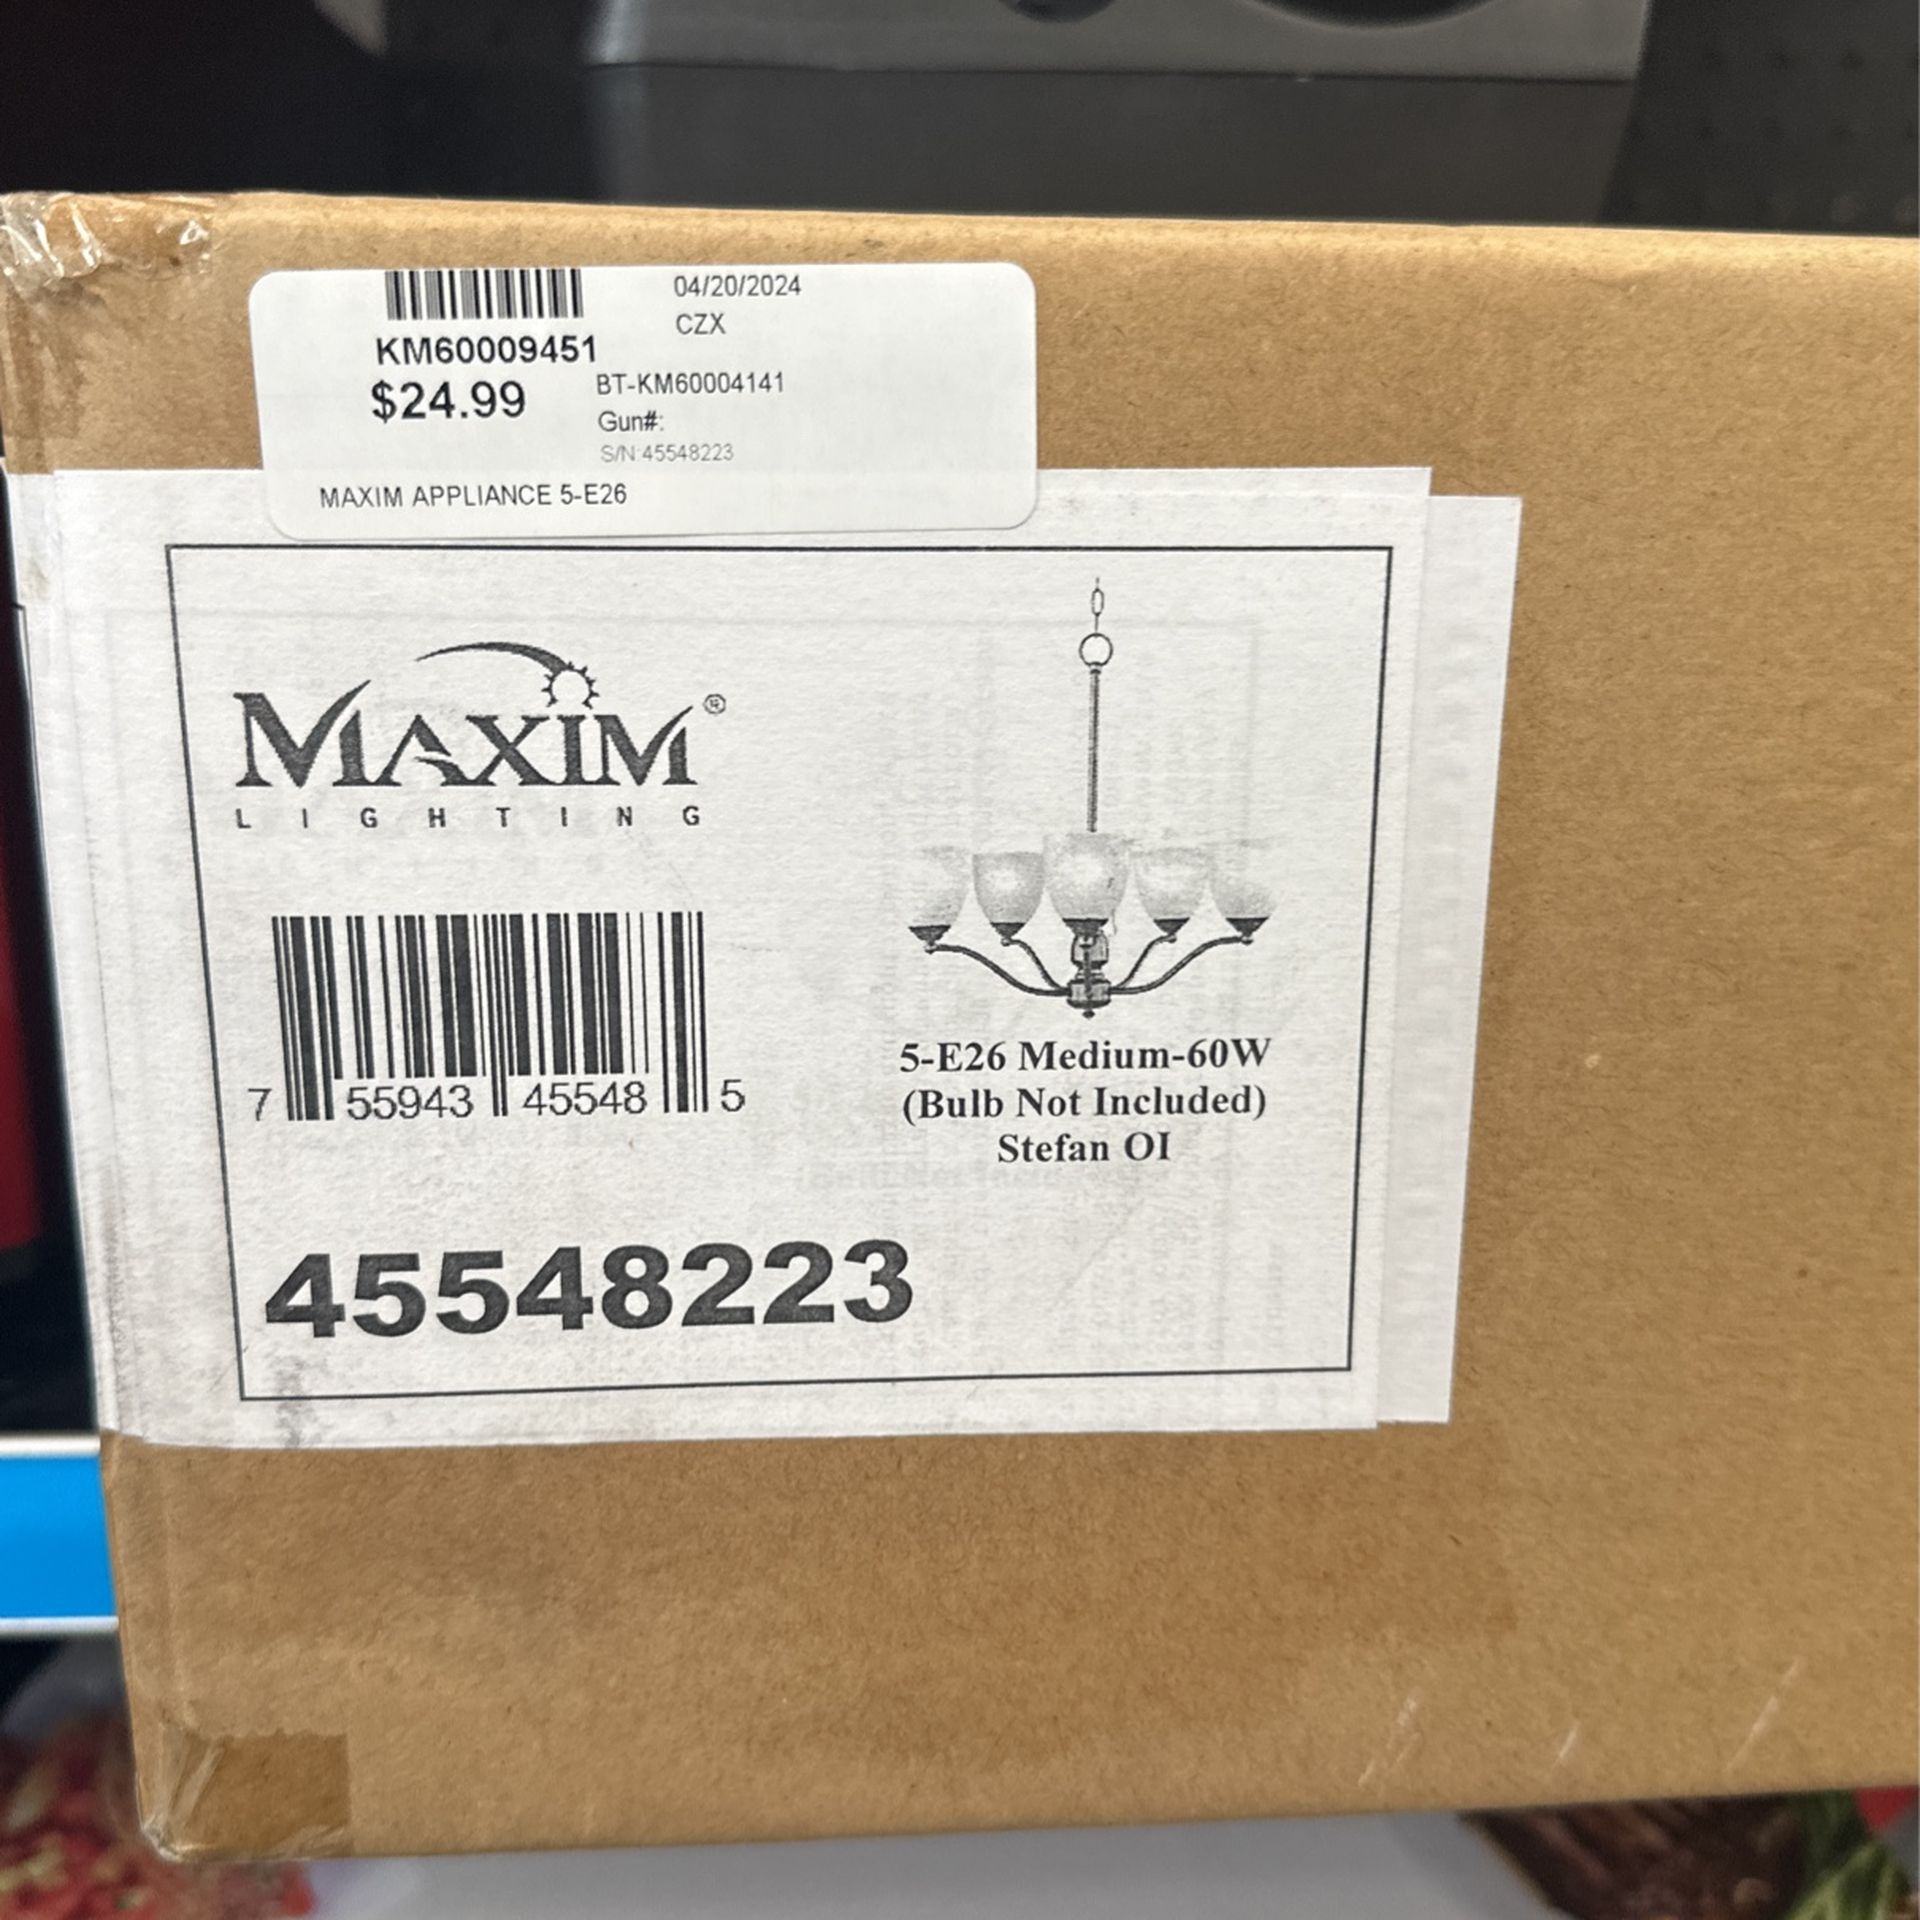 04/20/2024
CZX
KM60009451
$24.99
BT-KM60004141
Gun#:
S/N:45548223
MAXIM APPLIANCE 5-E26
MAXIM®
LIGHTING
7 55943 45548 5
5-E26 Medium-60W
(Bulb Not Included)
Stefan OI
45548223